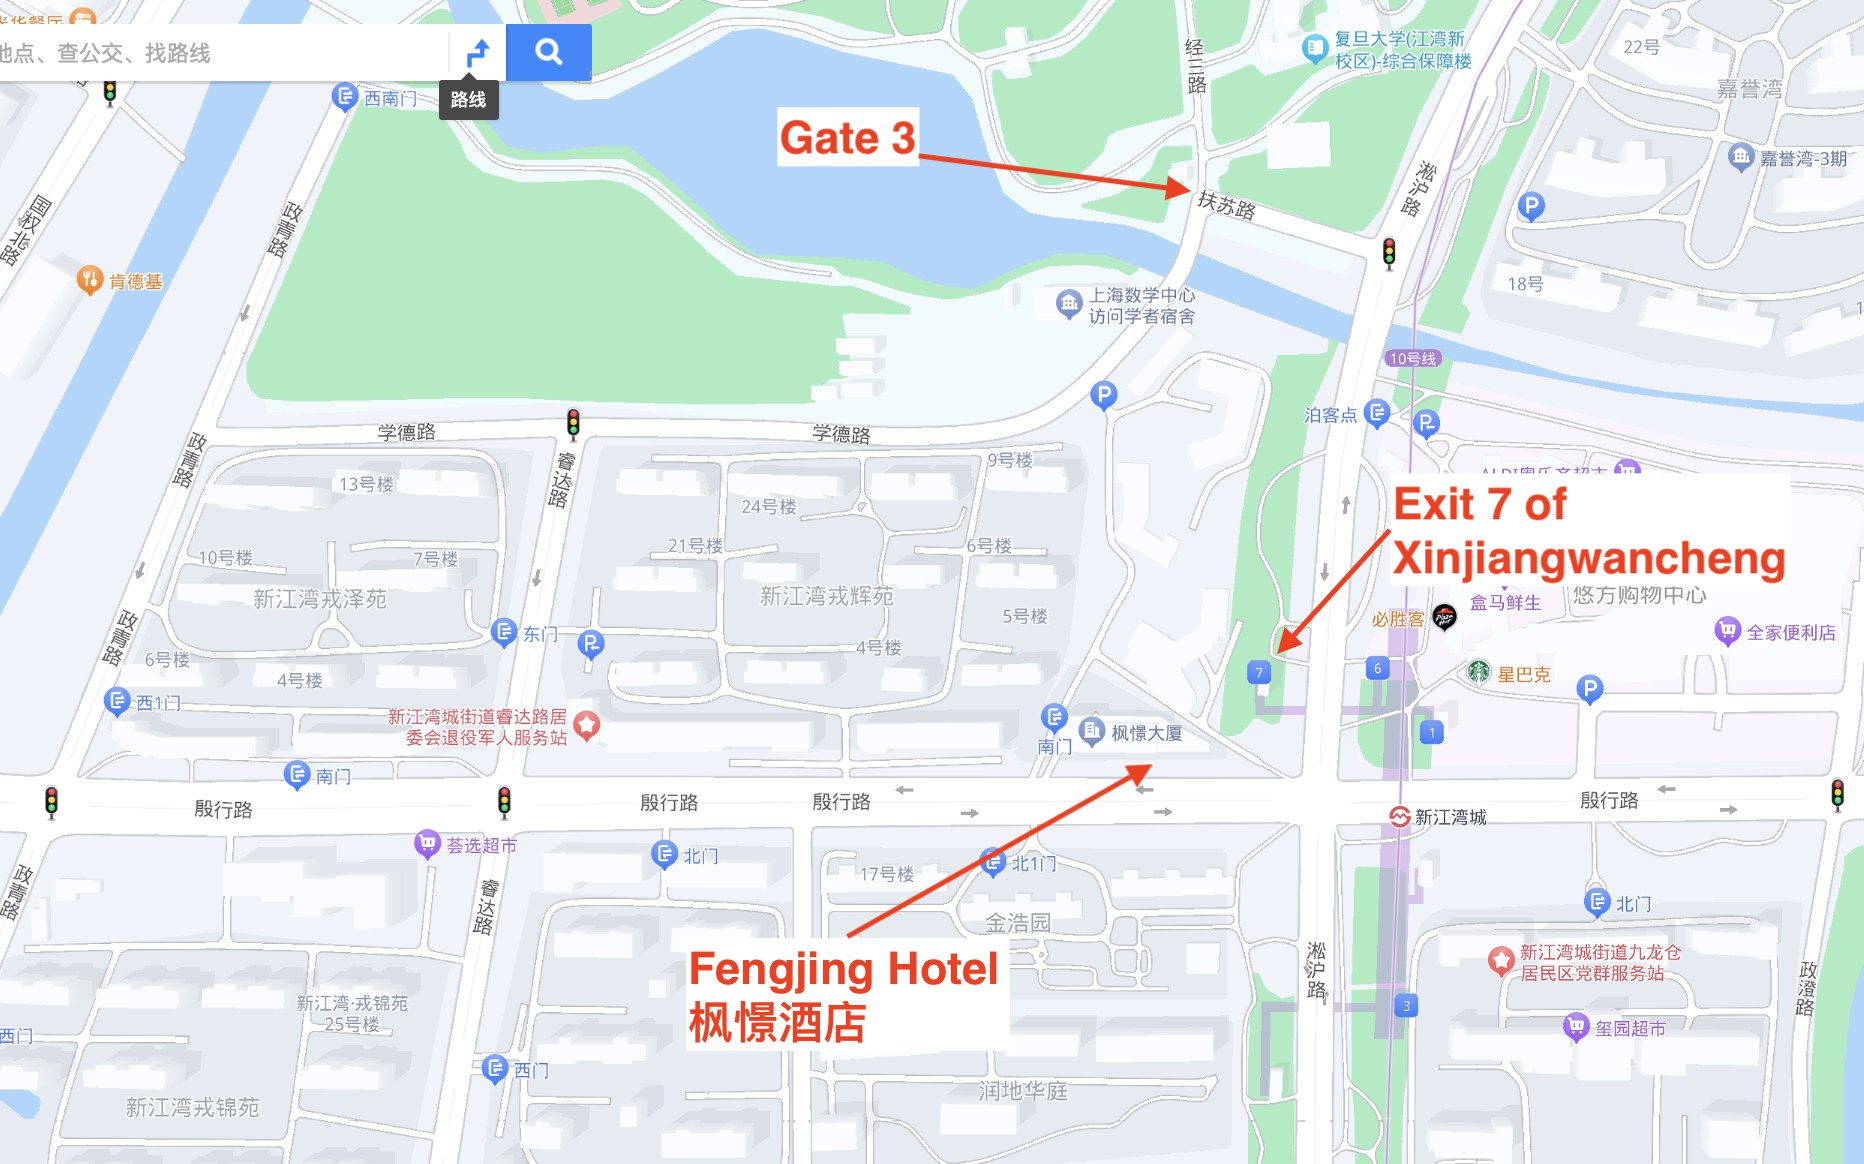 地点、查公交、找路线
路线
西南门
Gate 3
经三路
复旦大学(江湾新
校区)-综合保障楼
22号
嘉誉湾
嘉誉湾-3期
淞沪路
扶苏路
国权北路
政青路
肯德基
18号
上海数学中心
访问学者宿舍
10号线
泊客点
学德路
学德路
政青路
睿达路
13号楼
9号楼
24号楼
Exit 7 of
Xinjiangwancheng
10号楼
7号楼
21号楼
6号楼
新江湾戎泽苑
新江湾戎辉苑
5号楼
盒马鲜生
悠方购物中心
必胜客
全家便利店
政青路
东门
6号楼
4号楼
4号楼
7
6
星巴克
西1门
新江湾城街道睿达路居
委会退役军人服务站
南门
枫憬大厦
1
南门
殷行路
殷行路
殷行路
殷行路
新江湾城
荟选超市
北门
17号楼
北1门
政青路
睿达路
金浩园
北门
Fengjing Hotel
枫憬酒店
淞沪路
新江湾城街道九龙仓
居民区党群服务站
政澄路
新江湾·戎锦苑
25号楼
3
玺园超市
西门
西门
新江湾戎锦苑
润地华庭